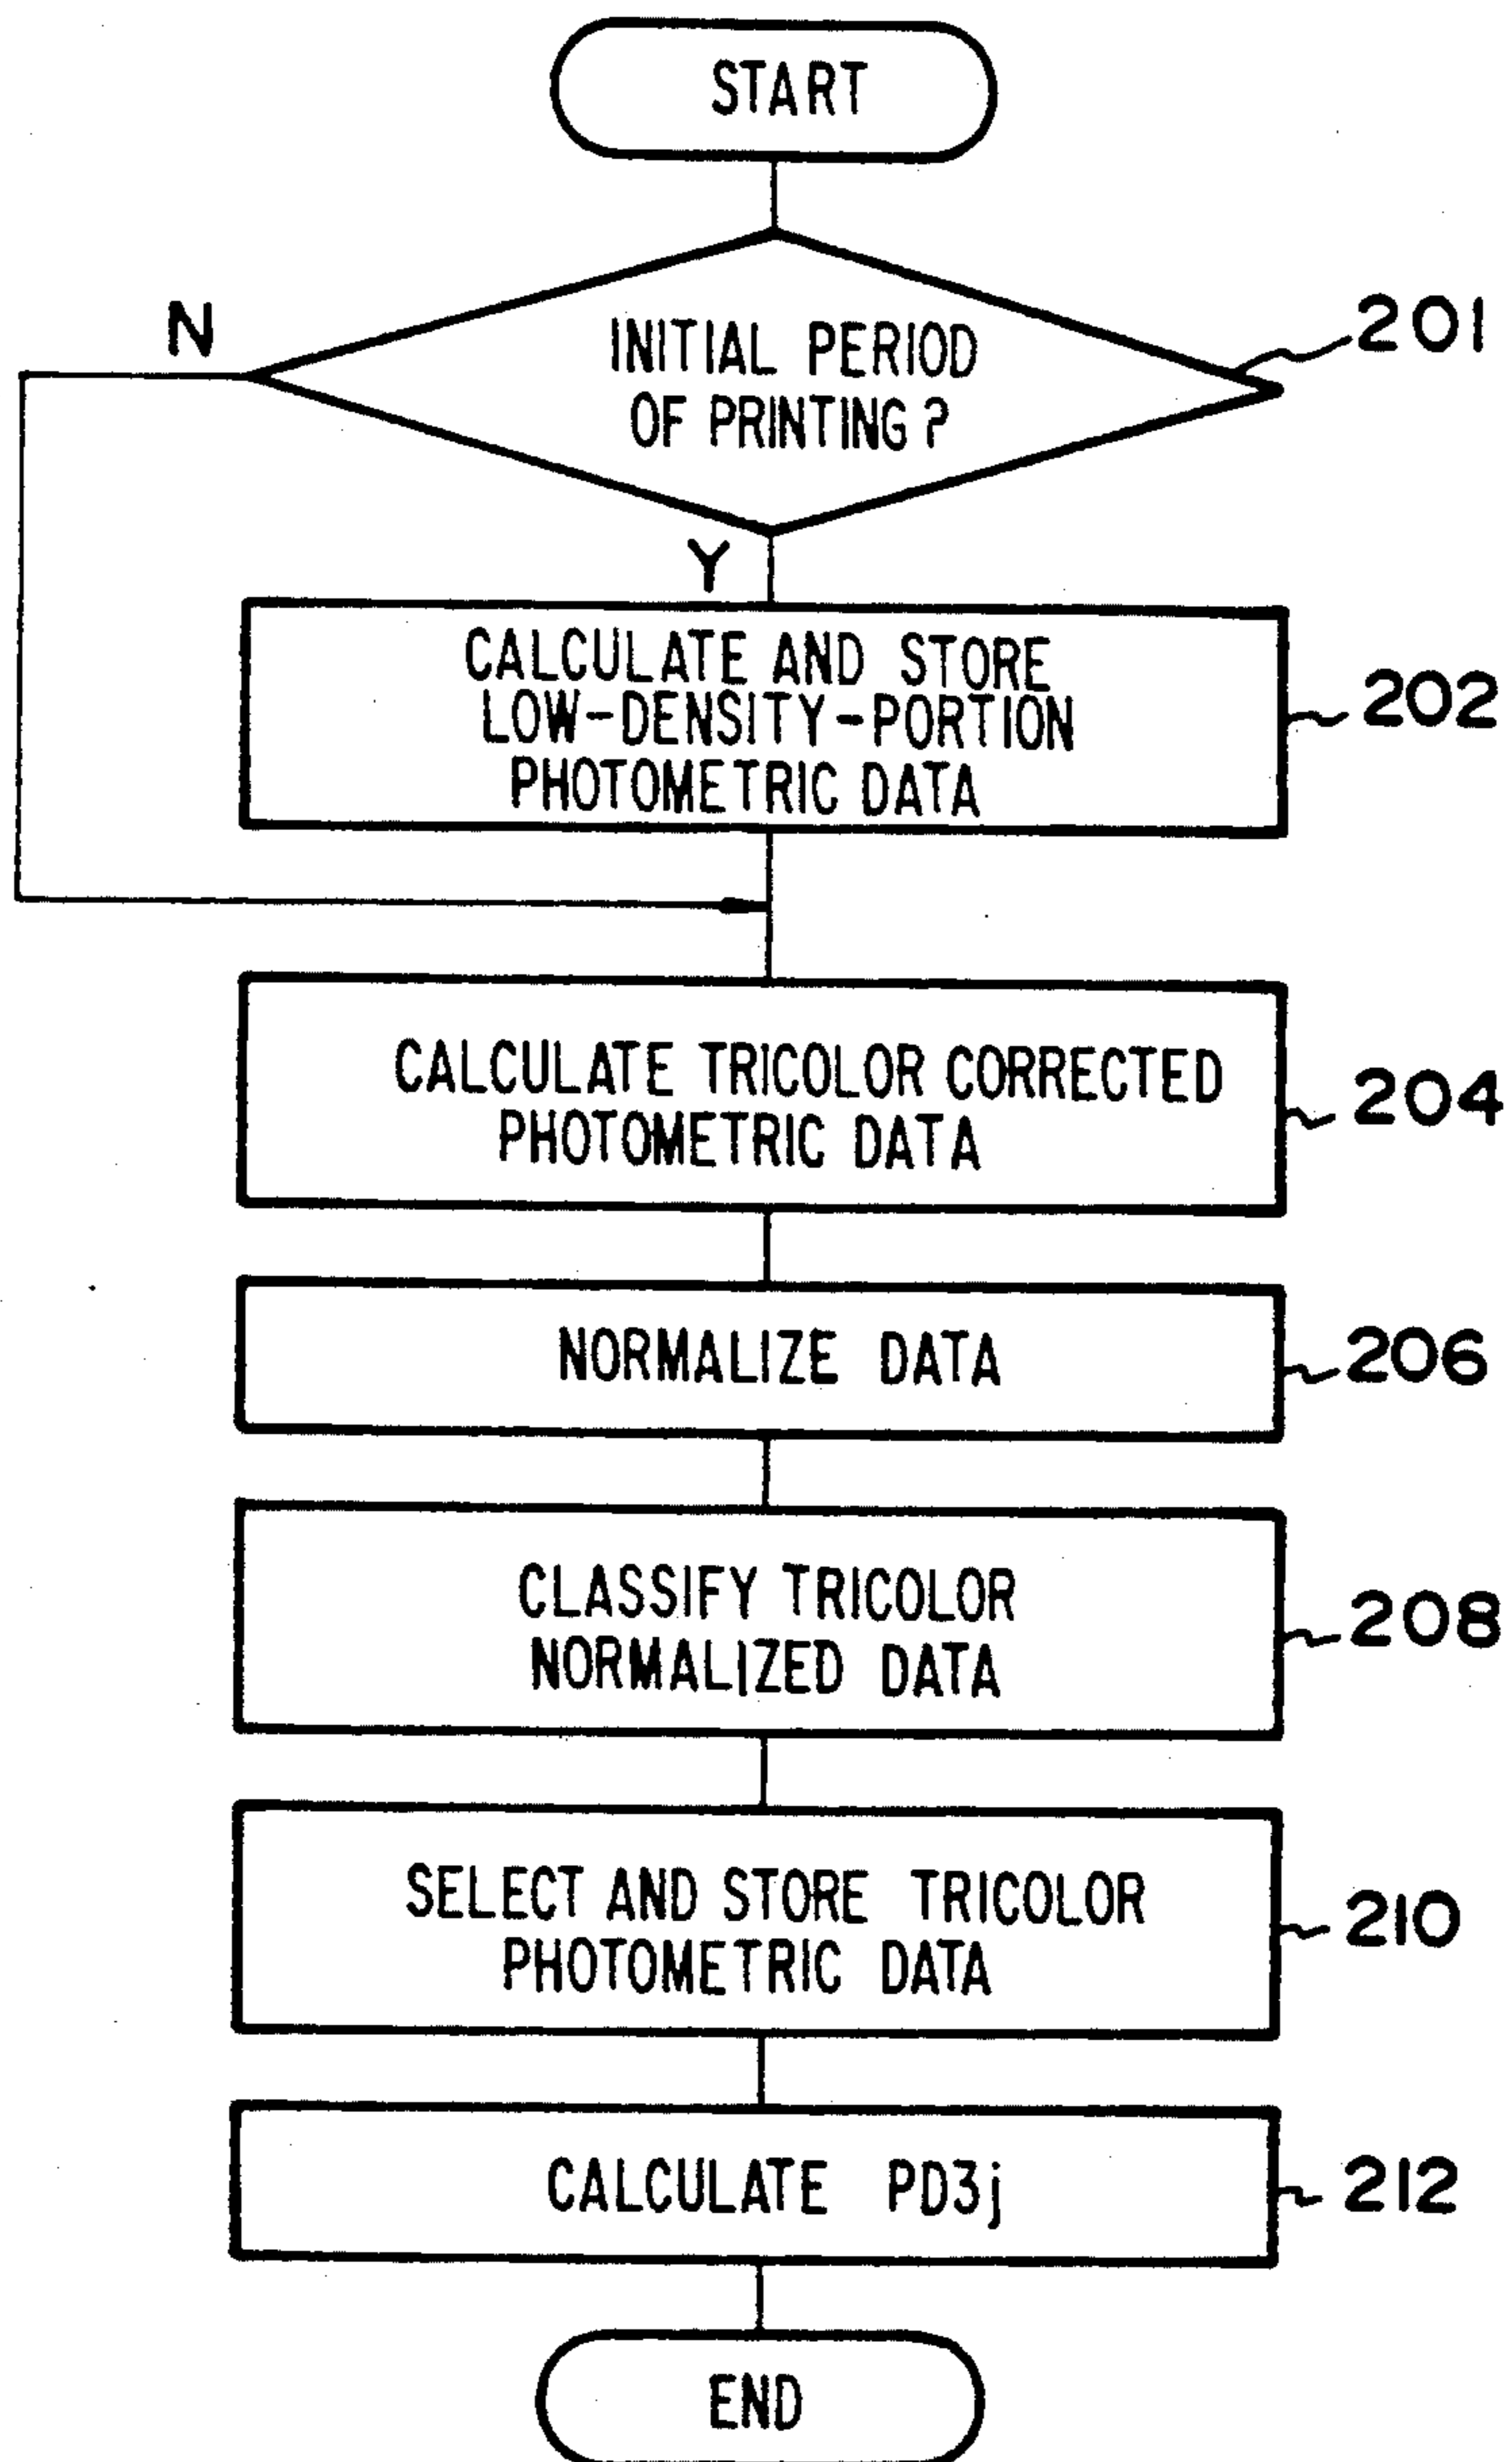 START
INITIAL PERIOD
OF PRINTING ?
201
N
Y
CALCULATE AND STORE
LOW-DENSITY-PORTION
PHOTOMETRIC DATA
202
CALCULATE TRICOLOR CORRECTED
PHOTOMETRIC DATA
204
NORMALIZE DATA
206
CLASSIFY TRICOLOR
NORMALIZED DATA
208
SELECT AND STORE TRICOLOR
PHOTOMETRIC DATA
210
CALCULATE PD3j
212
END